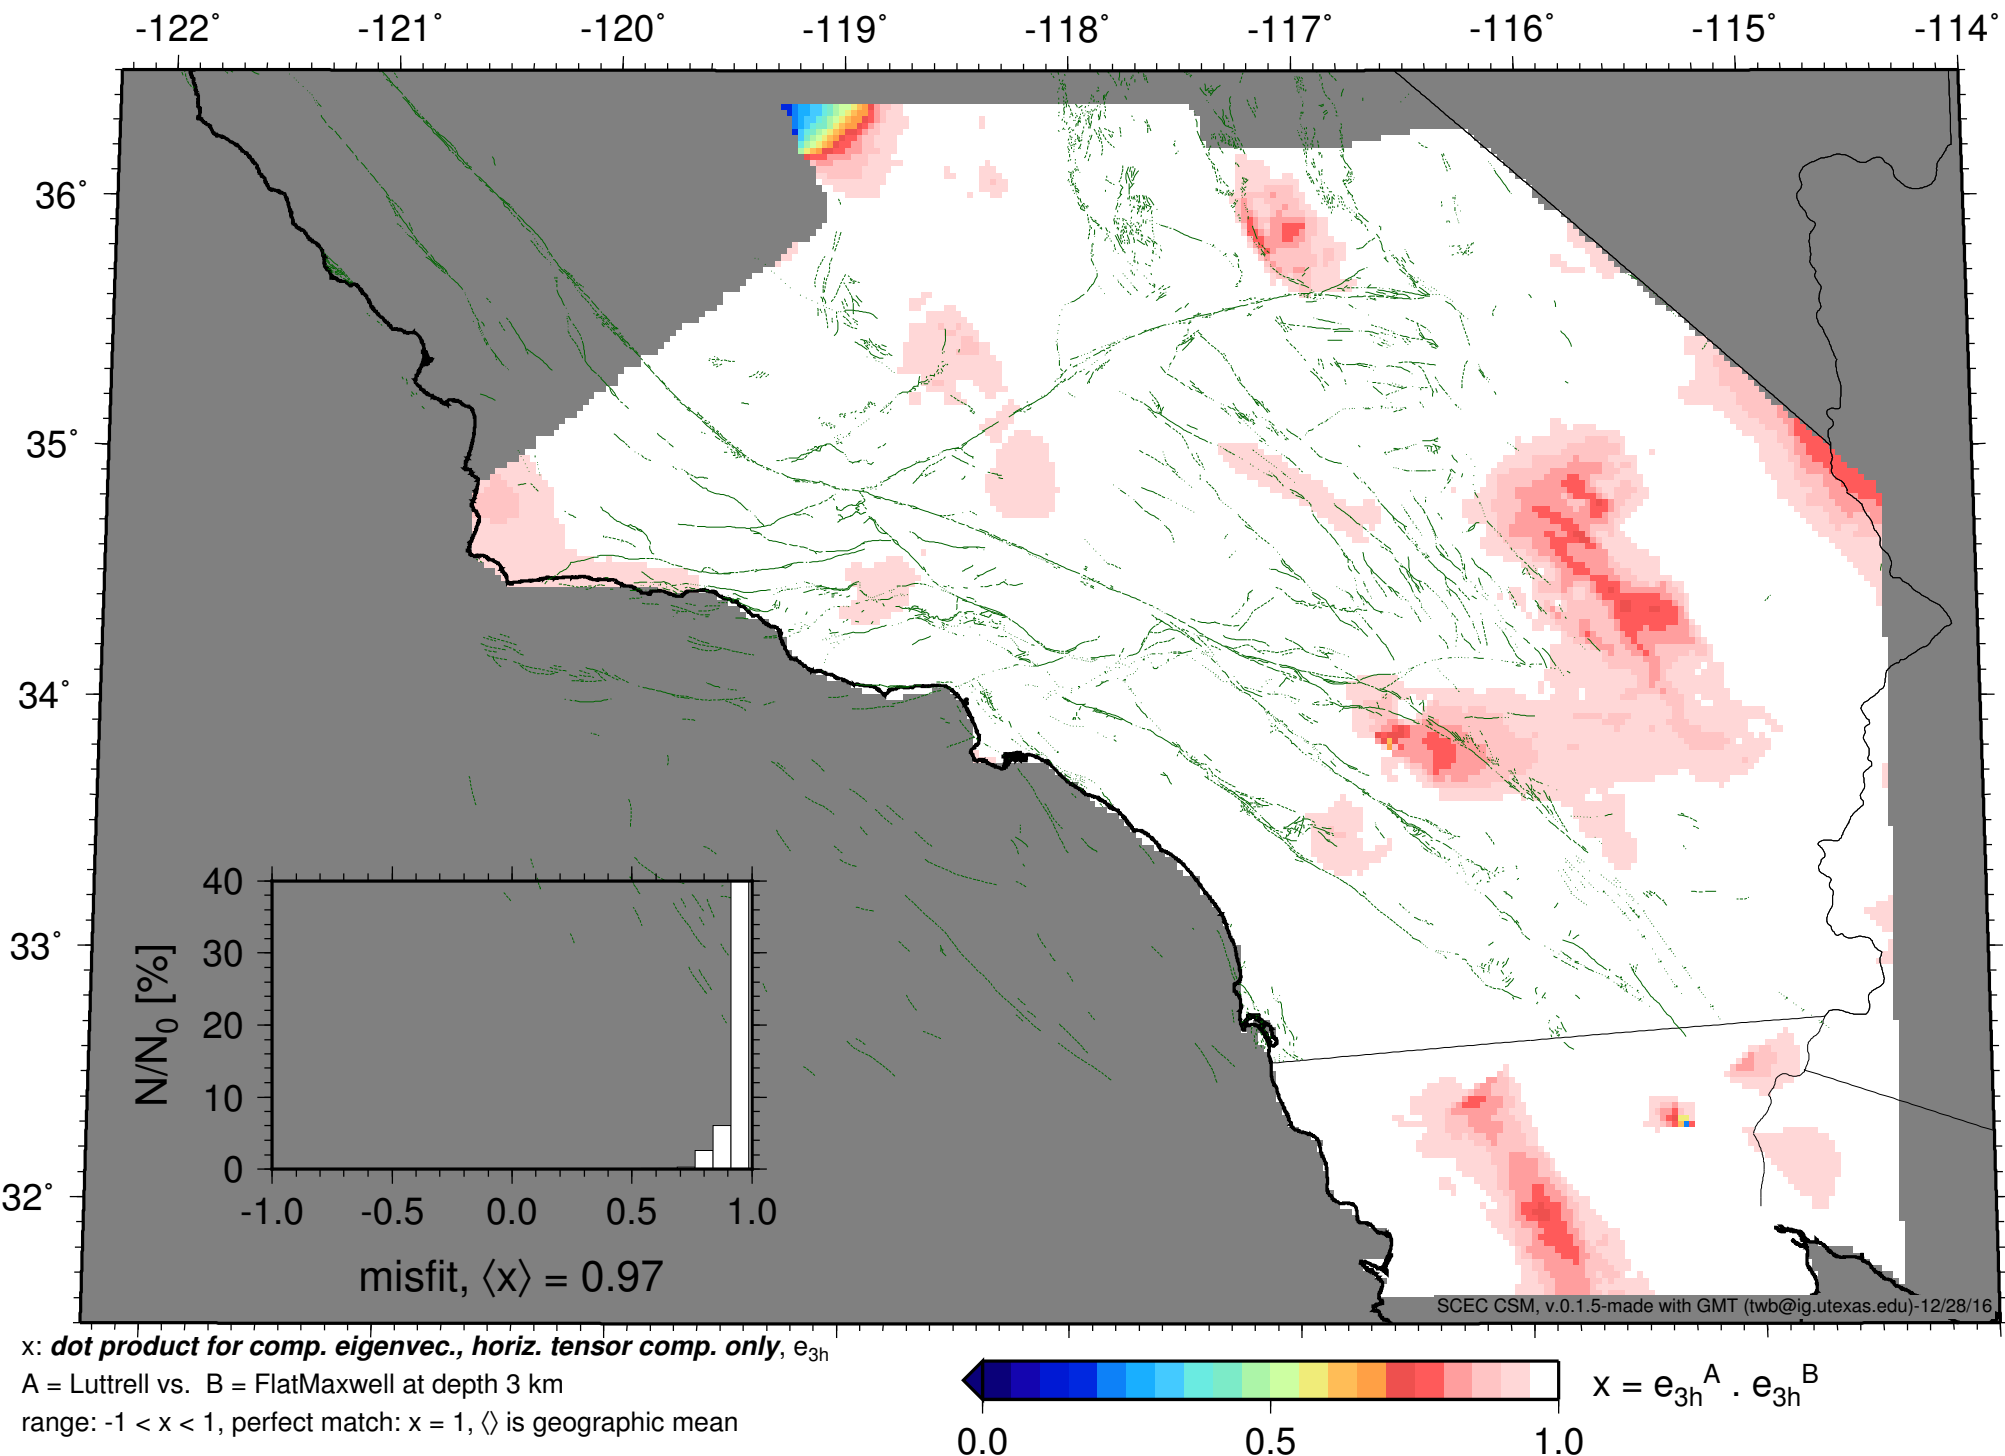 -122° -121° -120° -119° -118° -117° -116° -115° -114°
36°
35°
34°
33°
32°
40
30
20
10
0
N/N0 [%]
-1.0 -0.5 0.0 0.5 1.0
misfit, ⟨x⟩ = 0.97
SCEC CSM, v.0.1.5-made with GMT (twb@ig.utexas.edu)-12/28/16
x: dot product for comp. eigenvec., horiz. tensor comp. only, e3h
A = Luttrell vs. B = FlatMaxwell at depth 3 km
range: -1 < x < 1, perfect match: x = 1, ⟨⟩ is geographic mean
x = e3hA . e3hB
0.0 0.5 1.0